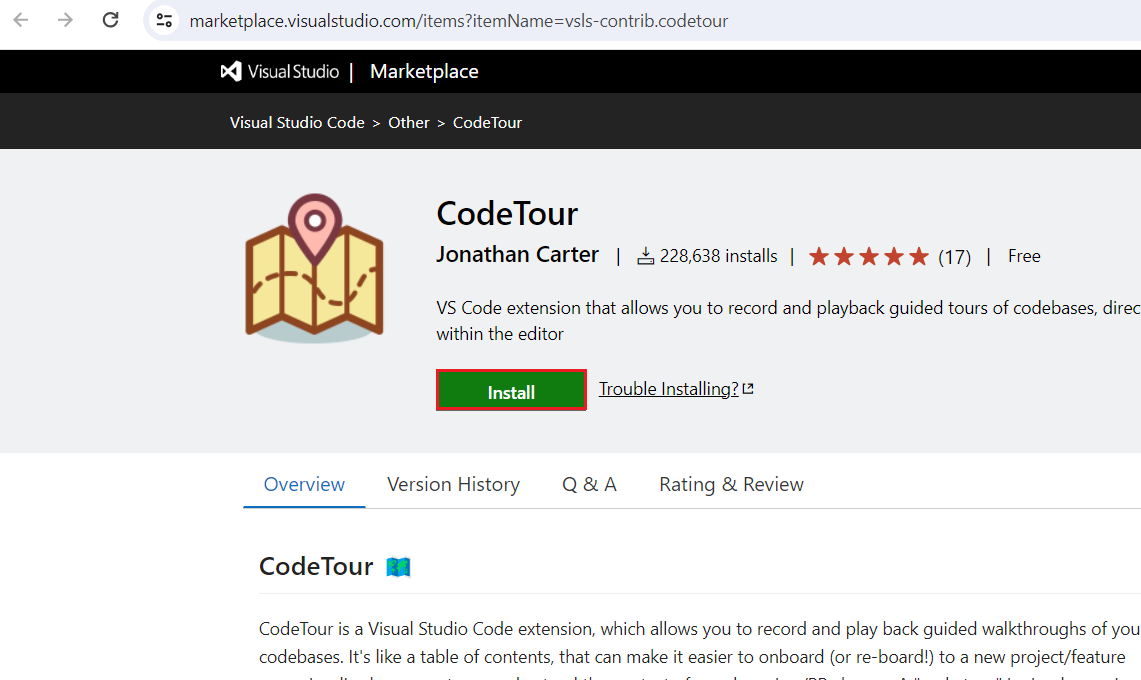 marketplace.visualstudio.com/items?itemName=vsls-contrib.codetour
Visual Studio | Marketplace
Visual Studio Code > Other > CodeTour
CodeTour
Jonathan Carter | 228,638 installs | (17) | Free
VS Code extension that allows you to record and playback guided tours of codebases, direc
within the editor
Install Trouble Installing?
Overview Version History Q & A Rating & Review
CodeTour
CodeTour is a Visual Studio Code extension, which allows you to record and play back guided walkthroughs of you
codebases. It's like a table of contents, that can make it easier to onboard (or re-board!) to a new project/feature